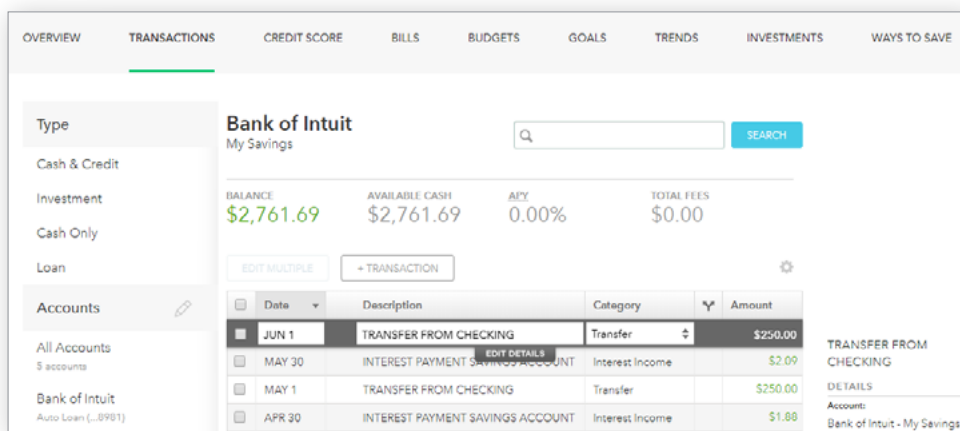 OVERVIEW TRANSACTIONS CREDIT SCORE BILLS BUDGETS GOALS TRENDS INVESTMENTS WAYS TO SAVE
Type
Cash & Credit
Investment
Cash Only
Loan
Accounts
All Accounts
5 accounts
Bank of Intuit
Auto Loan (...8981)
Bank of Intuit
My Savings
SEARCH
BALANCE AVAILABLE CASH APY TOTAL FEES
$2,761.69 $2,761.69 0.00% $0.00
EDIT MULTIPLE + TRANSACTION
Date Description Category Amount
JUN 1 TRANSFER FROM CHECKING Transfer $250.00
EDIT DETAILS
MAY 30 INTEREST PAYMENT SAVINGS ACCOUNT Interest Income $2.09
MAY 1 TRANSFER FROM CHECKING Transfer $250.00
APR 30 INTEREST PAYMENT SAVINGS ACCOUNT Interest Income $1.88
TRANSFER FROM
CHECKING
DETAILS
Account:
Bank of Intuit - My Savings